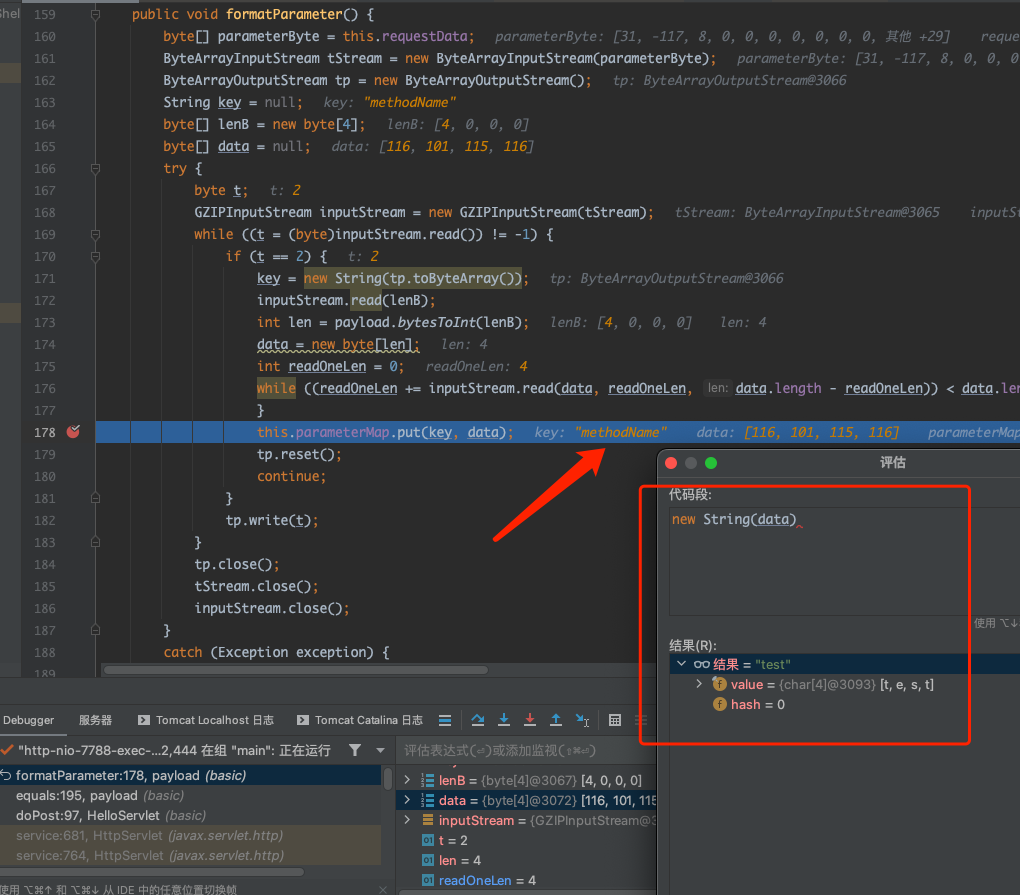 hel
159 public void formatParameter() {
160 byte[] parameterByte = this.requestData; parameterByte: [31, -117, 8, 0, 0, 0, 0, 0, 0, 0, 其他 +29] reque
161 ByteArrayInputStream tStream = new ByteArrayInputStream(parameterByte); parameterByte: [31, -117, 8, 0, 0, 0
162 ByteArrayOutputStream tp = new ByteArrayOutputStream(); tp: ByteArrayOutputStream@3066
163 String key = null; key: "methodName"
164 byte[] lenB = new byte[4]; lenB: [4, 0, 0, 0]
165 byte[] data = null; data: [116, 101, 115, 116]
166 try {
167 byte t; t: 2
168 GZIPInputStream inputStream = new GZIPInputStream(tStream); tStream: ByteArrayInputStream@3065 inputSt
169 while ((t = (byte)inputStream.read()) != -1) {
170 if (t == 2) { t: 2
171 key = new String(tp.toByteArray()); tp: ByteArrayOutputStream@3066
172 inputStream.read(lenB);
173 int len = payload.bytesToInt(lenB); lenB: [4, 0, 0, 0] len: 4
174 data = new byte[len]; len: 4
175 int readOneLen = 0; readOneLen: 4
176 while ((readOneLen += inputStream.read(data, readOneLen, len: data.length - readOneLen)) < data.len
177 }
178 this.parameterMap.put(key, data); key: "methodName" data: [116, 101, 115, 116] parameterMap
179 tp.reset();
180 continue;
181 }
182 tp.write(t);
183 }
184 tp.close();
185 tStream.close();
186 inputStream.close();
187 }
188 catch (Exception exception) {
189
评估
代码段:
new String(data)
使用 ⌥↓
结果(R):
结果 = "test"
value = {char[4]@3093} [t, e, s, t]
hash = 0
Debugger 服务器 Tomcat Localhost 日志 Tomcat Catalina 日志
"http-nio-7788-exec-...2,444 在组 "main": 正在运行
评估表达式(⏎)或添加监视(⇧⌘⏎)
formatParameter:178, payload (basic)
equals:195, payload (basic)
doPost:97, HelloServlet (basic)
service:681, HttpServlet (javax.servlet.http)
service:764, HttpServlet (javax.servlet.http)
lenB = {byte[4]@3067} [4, 0, 0, 0]
data = {byte[4]@3072} [116, 101, 115
inputStream = {GZIPInputStream@3
t = 2
len = 4
readOneLen = 4
使用 ⌥⌘↑ 和 ⌥⌘↓ 从 IDE 中的任意位置切换帧